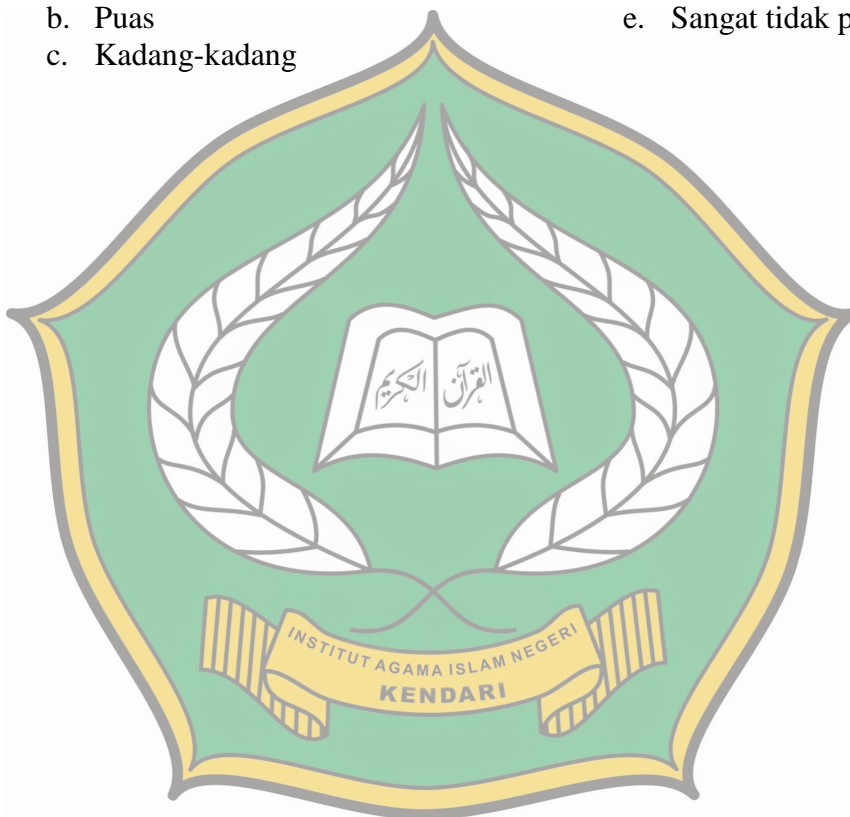 b. Puas
e. Sangat tidak p
c. Kadang-kadang
القرآن الكريم
INSTITUT AGAMA ISLAM NEGERI
KENDARI